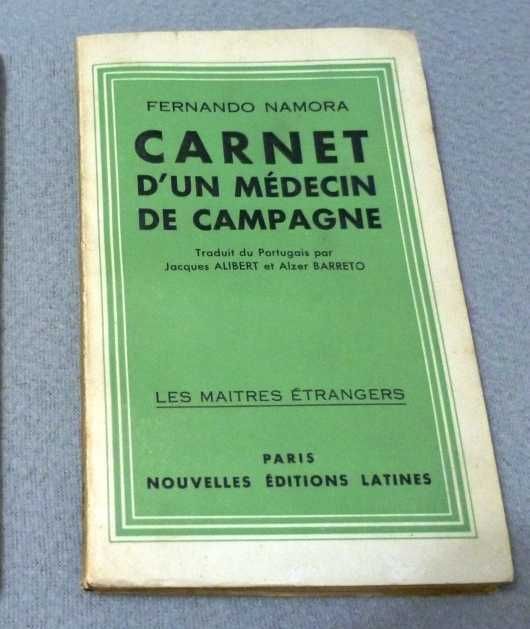 FERNANDO NAMORA
CARNET
D'UN MÉDECIN
DE CAMPAGNE
Traduit du Portugais par
Jacques ALIBERT et Alzer BARRETO
LES MAITRES ÉTRANGERS
PARIS
NOUVELLES ÉDITIONS LATINES